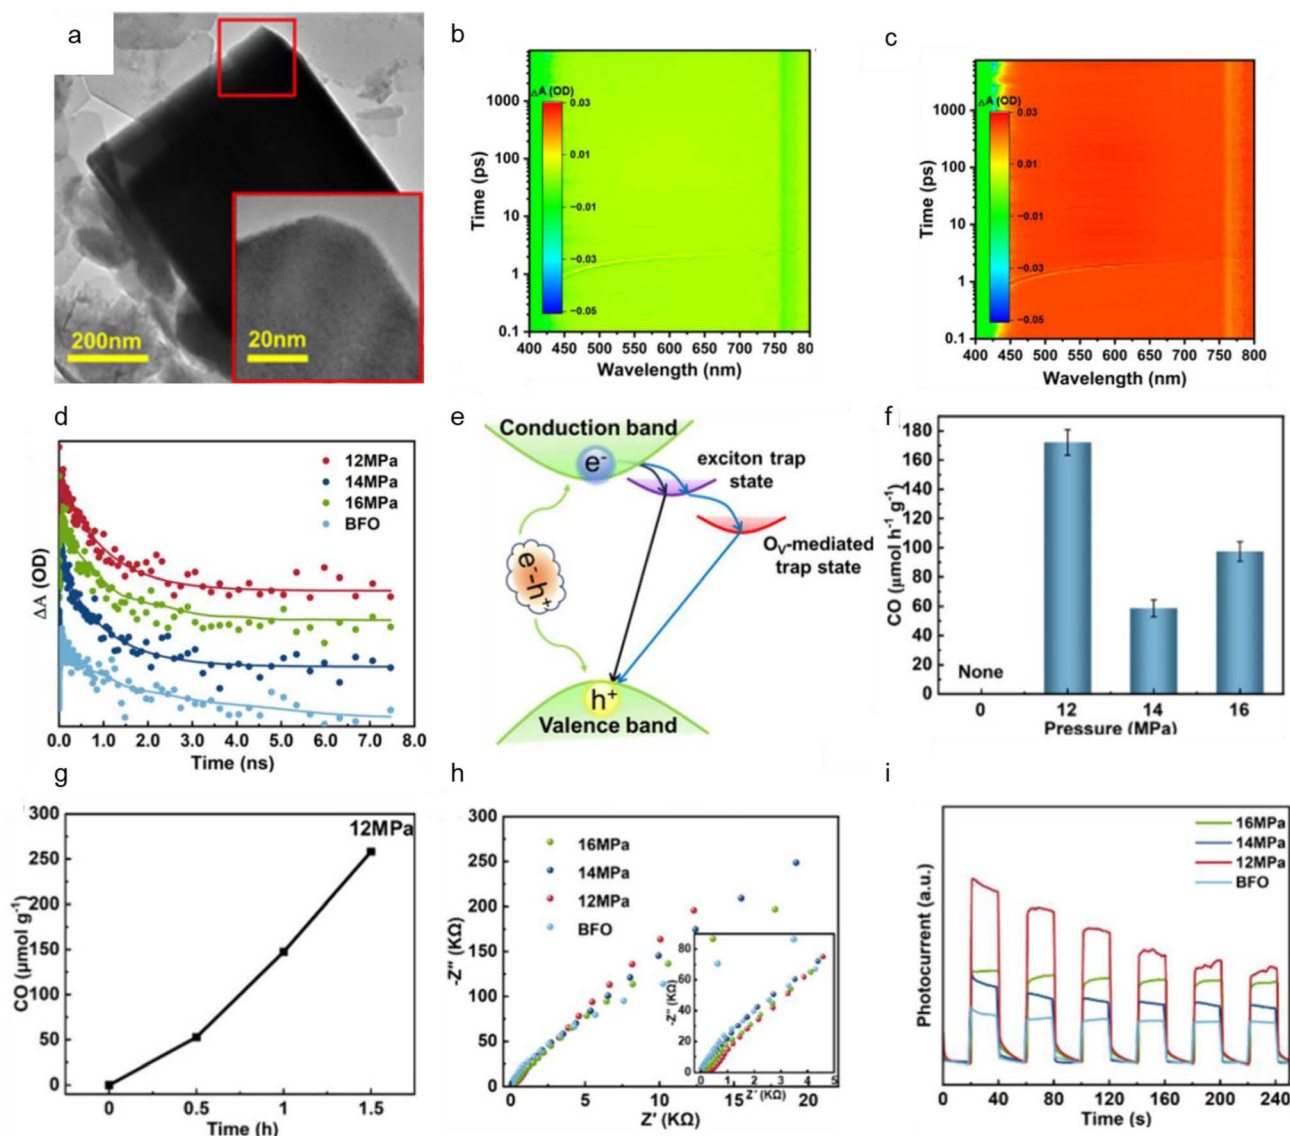 a
200nm
20nm
b
ΔA (OD)
0.03
0.01
−0.01
−0.03
−0.05
1000
100
10
1
0.1
Time (ps)
400 450 500 550 600 650 700 750 800
Wavelength (nm)
c
ΔA (OD)
0.03
0.01
−0.01
−0.03
−0.05
1000
100
10
1
0.1
Time (ps)
400 450 500 550 600 650 700 750 800
Wavelength (nm)
d
12MPa
14MPa
16MPa
BFO
ΔA (OD)
0.0 1.0 2.0 3.0 4.0 5.0 6.0 7.0 8.0
Time (ns)
e
Conduction band
e-
exciton trap
state
OV-mediated
trap state
e--h+
h+
Valence band
f
CO (μmol h-1 g-1)
180
160
140
120
100
80
60
40
20
0
None
0 12 14 16
Pressure (MPa)
g
12MPa
CO (μmol g-1)
300
250
200
150
100
50
0
0 0.5 1 1.5
Time (h)
h
16MPa
14MPa
12MPa
BFO
-Z″ (KΩ)
300
250
200
150
100
50
0
0 5 10 15 20
Z′ (KΩ)
-Z″ (KΩ)
80
60
40
20
0
0 1 2 3 4 5
Z′ (KΩ)
i
16MPa
14MPa
12MPa
BFO
Photocurrent (a.u.)
0 40 80 120 160 200 240
Time (s)